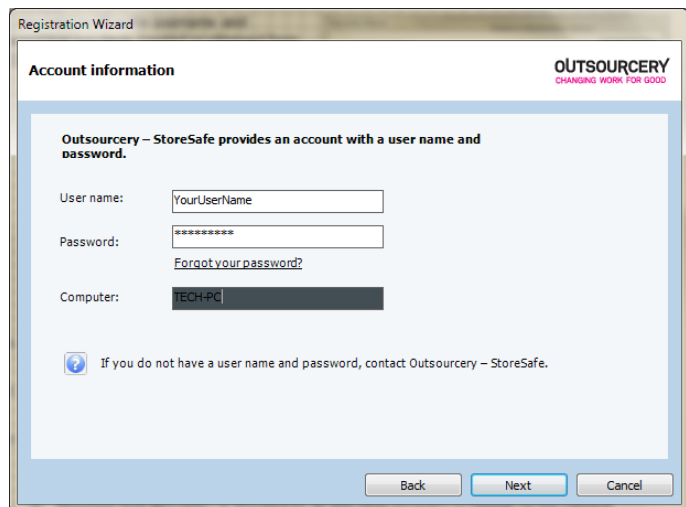 Registration Wizard
Account information
OUTSOURCERY
CHANGING WORK FOR GOOD
Outsourcery – StoreSafe provides an account with a user name and
password.
User name:
YourUserName
Password:
*********
Forgot your password?
Computer:
TECH-PC
If you do not have a user name and password, contact Outsourcery – StoreSafe.
Back
Next
Cancel